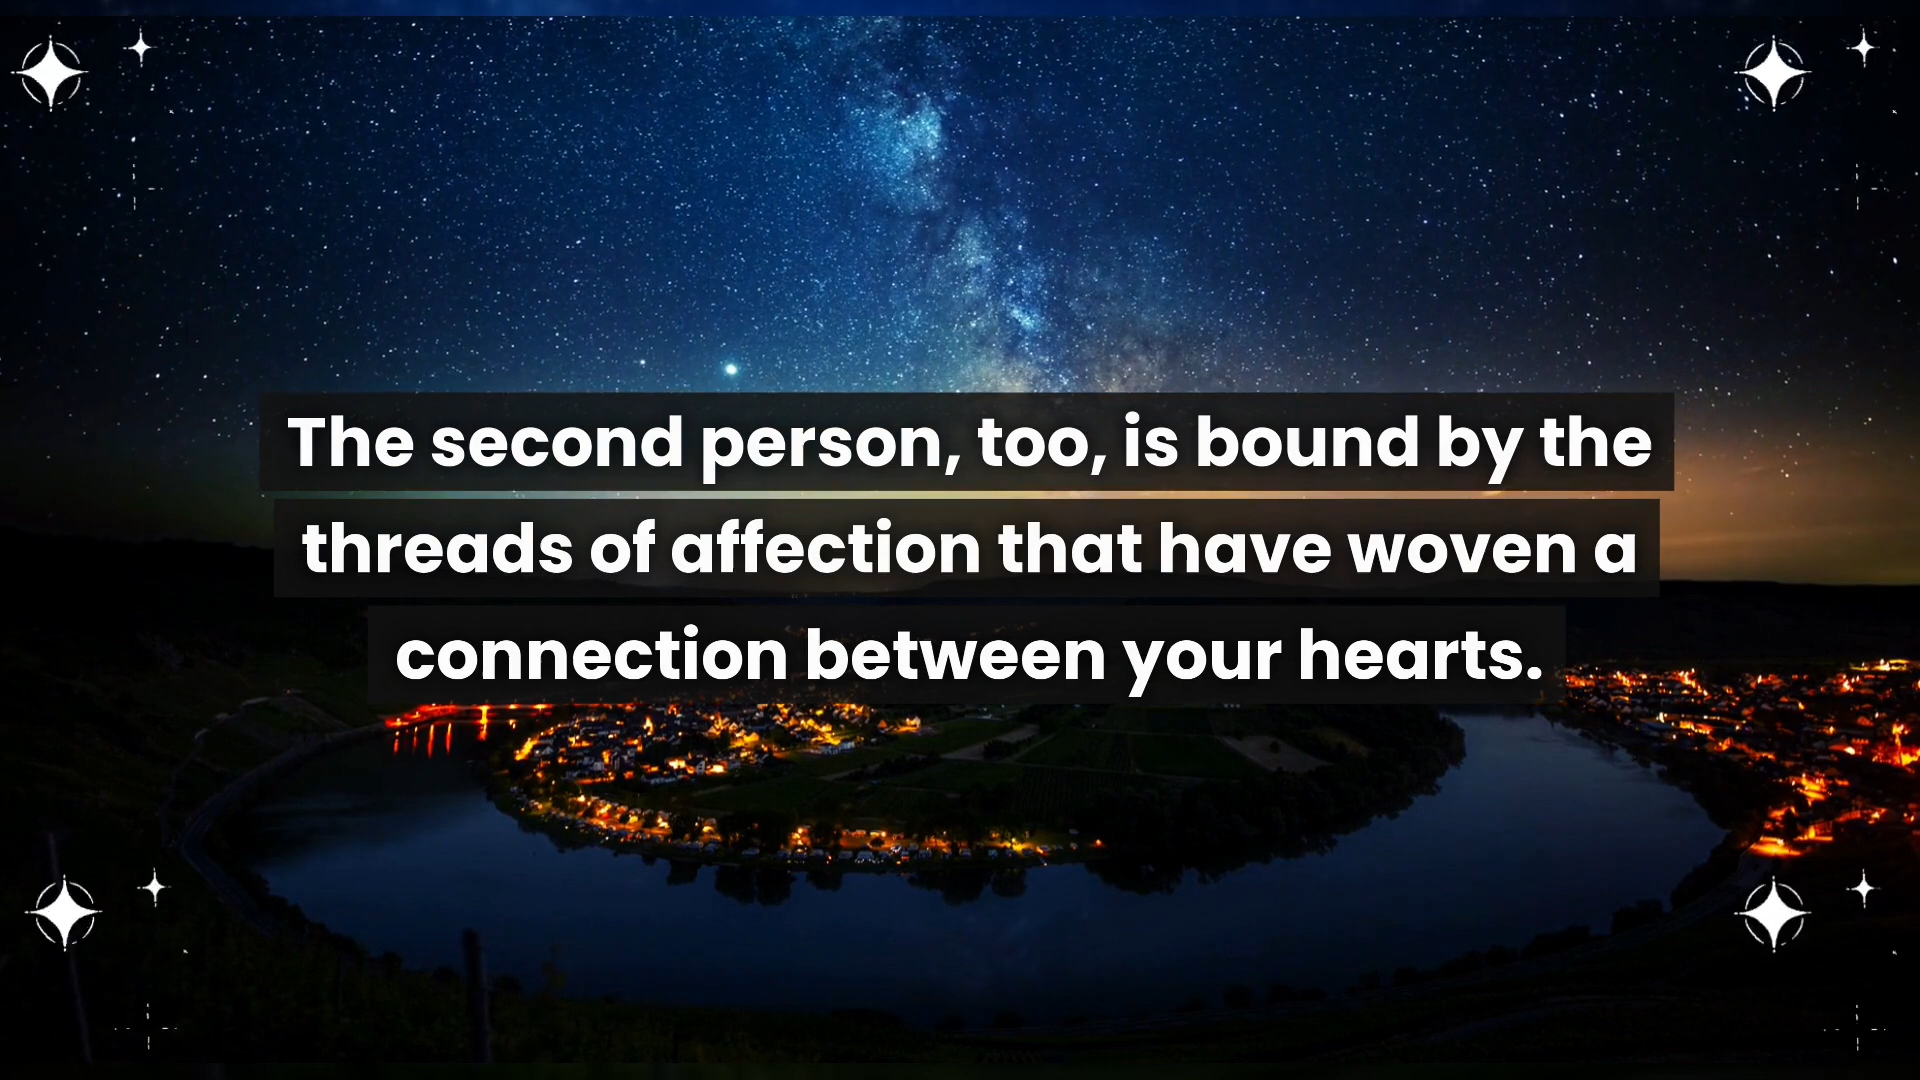 The second person, too, is bound by the
threads of affection that have woven a
connection between your hearts.